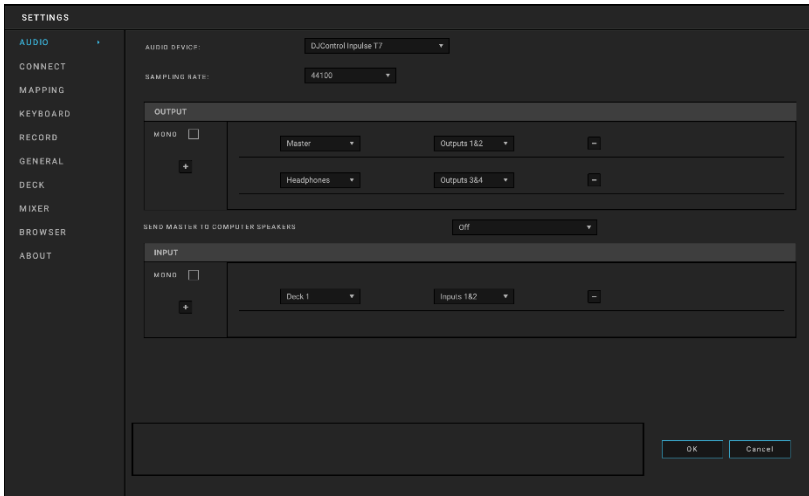 SETTINGS
AUDIO
CONNECT
MAPPING
KEYBOARD
RECORD
GENERAL
DECK
MIXER
BROWSER
ABOUT
AUDIO DEVICE: DJControl Inpulse T7
SAMPLING RATE: 44100
OUTPUT
MONO
+
Master Outputs 1&2 -
Headphones Outputs 3&4 -
SEND MASTER TO COMPUTER SPEAKERS Off
INPUT
MONO
+
Deck 1 Inputs 1&2 -
OK Cancel